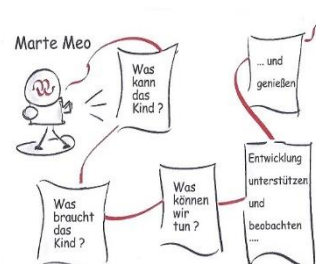 Marte Meo
Was
kann
das
Kind ?
Was
braucht
das
Kind ?
Was
können
wir
tun ?
Entwicklung
unterstützen
und
beobachten
....
... und
genießen